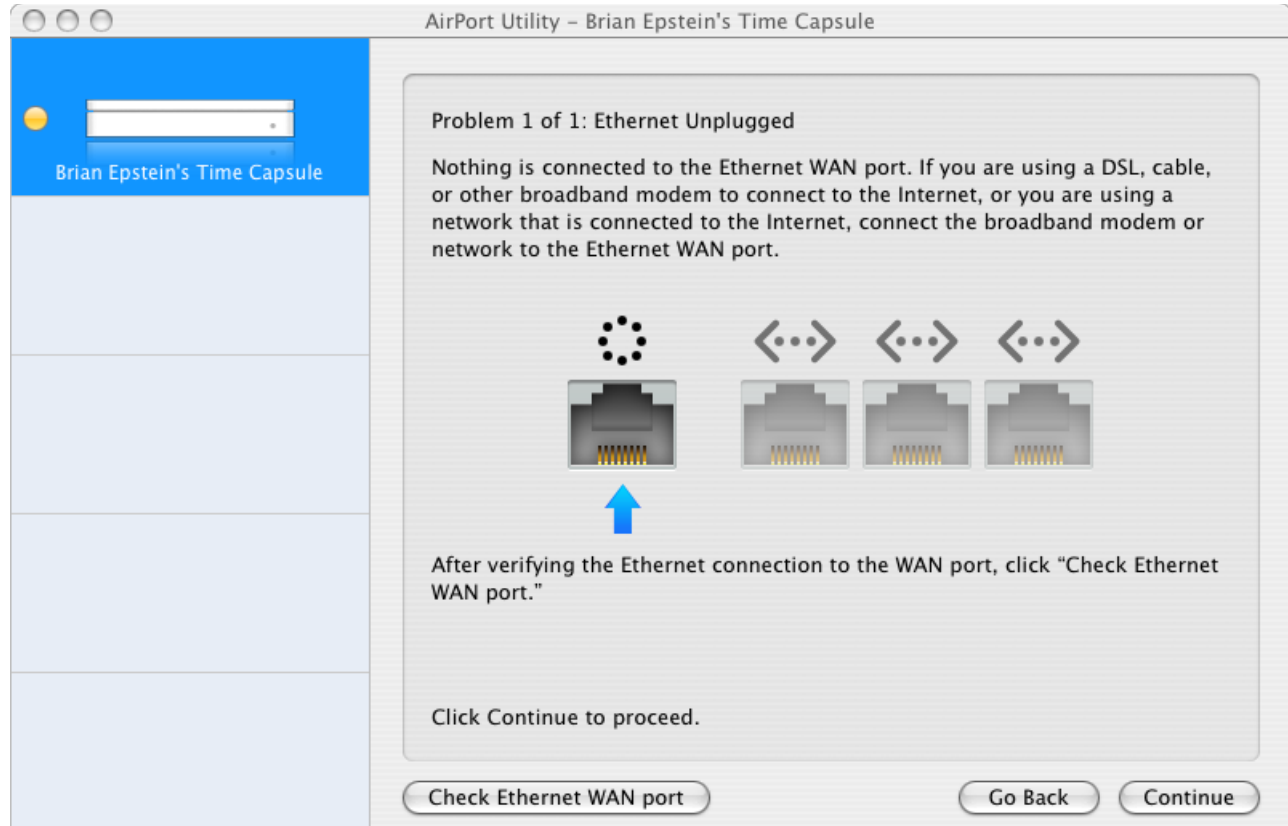 AirPort Utility – Brian Epstein's Time Capsule
Brian Epstein's Time Capsule
Problem 1 of 1: Ethernet Unplugged
Nothing is connected to the Ethernet WAN port. If you are using a DSL, cable,
or other broadband modem to connect to the Internet, or you are using a
network that is connected to the Internet, connect the broadband modem or
network to the Ethernet WAN port.
After verifying the Ethernet connection to the WAN port, click “Check Ethernet
WAN port.”
Click Continue to proceed.
Check Ethernet WAN port
Go Back
Continue